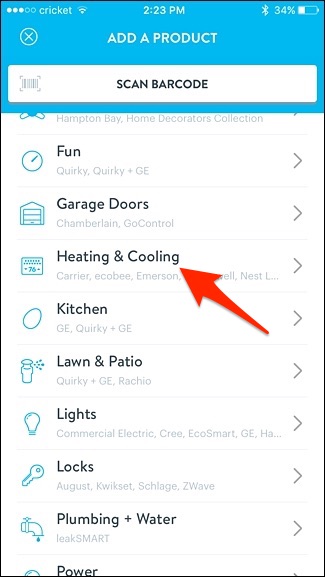 cricket 2:23 PM 34%
ADD A PRODUCT
SCAN BARCODE
Hampton Bay, Home Decorators Collection
Fun
Quirky, Quirky + GE
Garage Doors
Chamberlain, GoControl
76
Heating & Cooling
Carrier, ecobee, Emerson, Nest L...
Kitchen
GE, Quirky + GE
Lawn & Patio
Quirky + GE, Rachio
Lights
Commercial Electric, Cree, EcoSmart, GE, Ha...
Locks
August, Kwikset, Schlage, ZWave
Plumbing + Water
leakSMART
Power